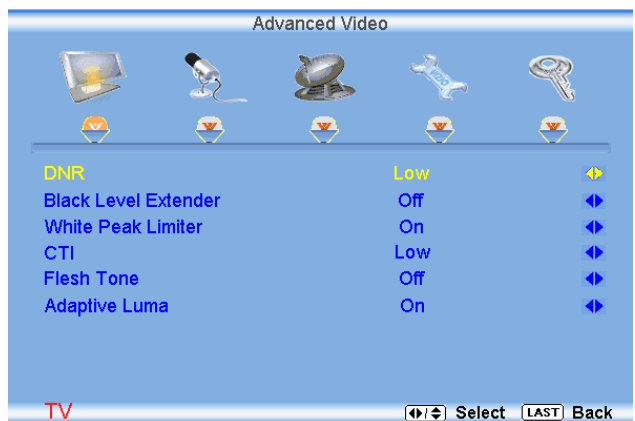 Advanced Video
DNR Low
Black Level Extender Off
White Peak Limiter On
CTI Low
Flesh Tone Off
Adaptive Luma On
TV Select LAST Back